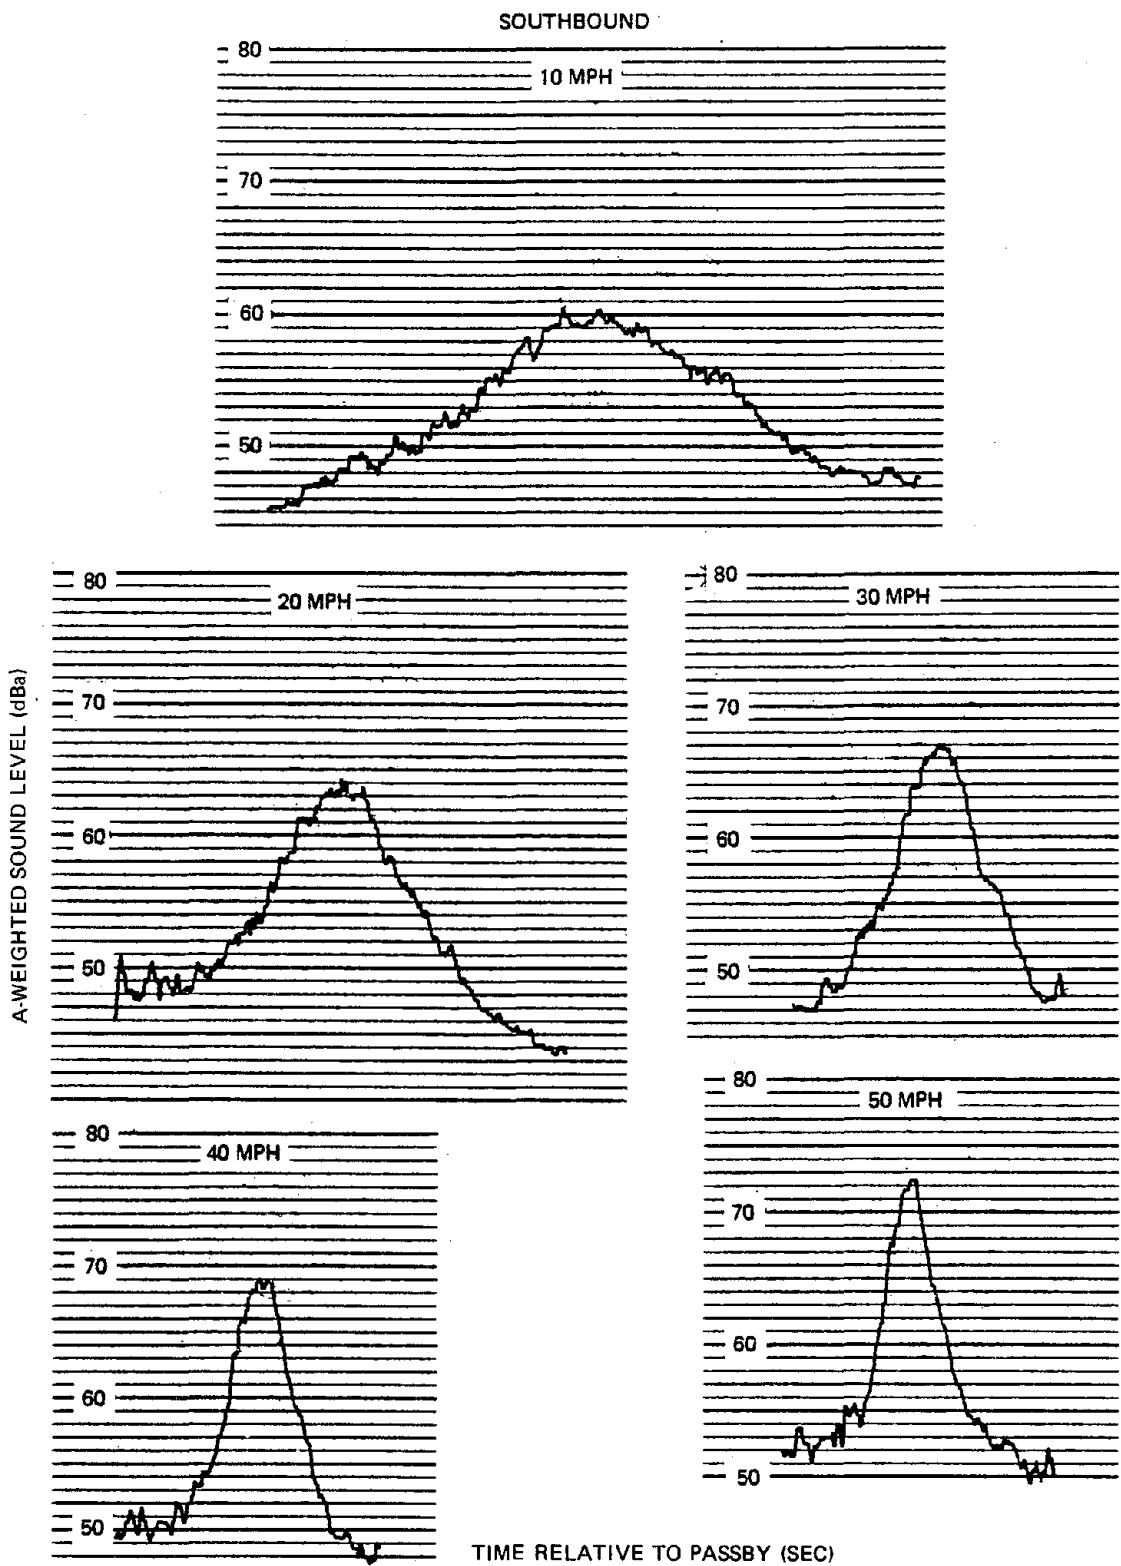 SOUTHBOUND
80
10 MPH
70
60
50
80
20 MPH
70
60
50
80
30 MPH
70
60
50
A-WEIGHTED SOUND LEVEL (dBa)
80
40 MPH
70
60
50
80
50 MPH
70
60
50
TIME RELATIVE TO PASSBY (SEC)